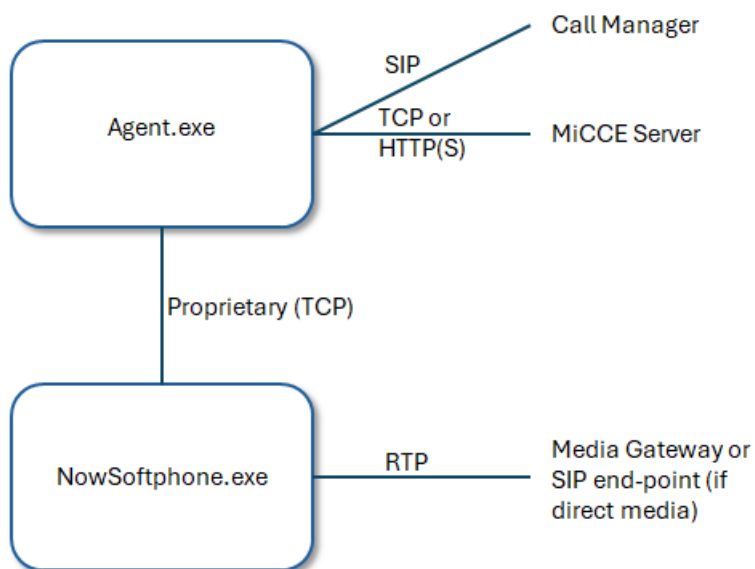 Call Manager
SIP
Agent.exe
TCP or
HTTP(S)
MiCCE Server
Proprietary (TCP)
NowSoftphone.exe
RTP
Media Gateway or
SIP end-point (if
direct media)